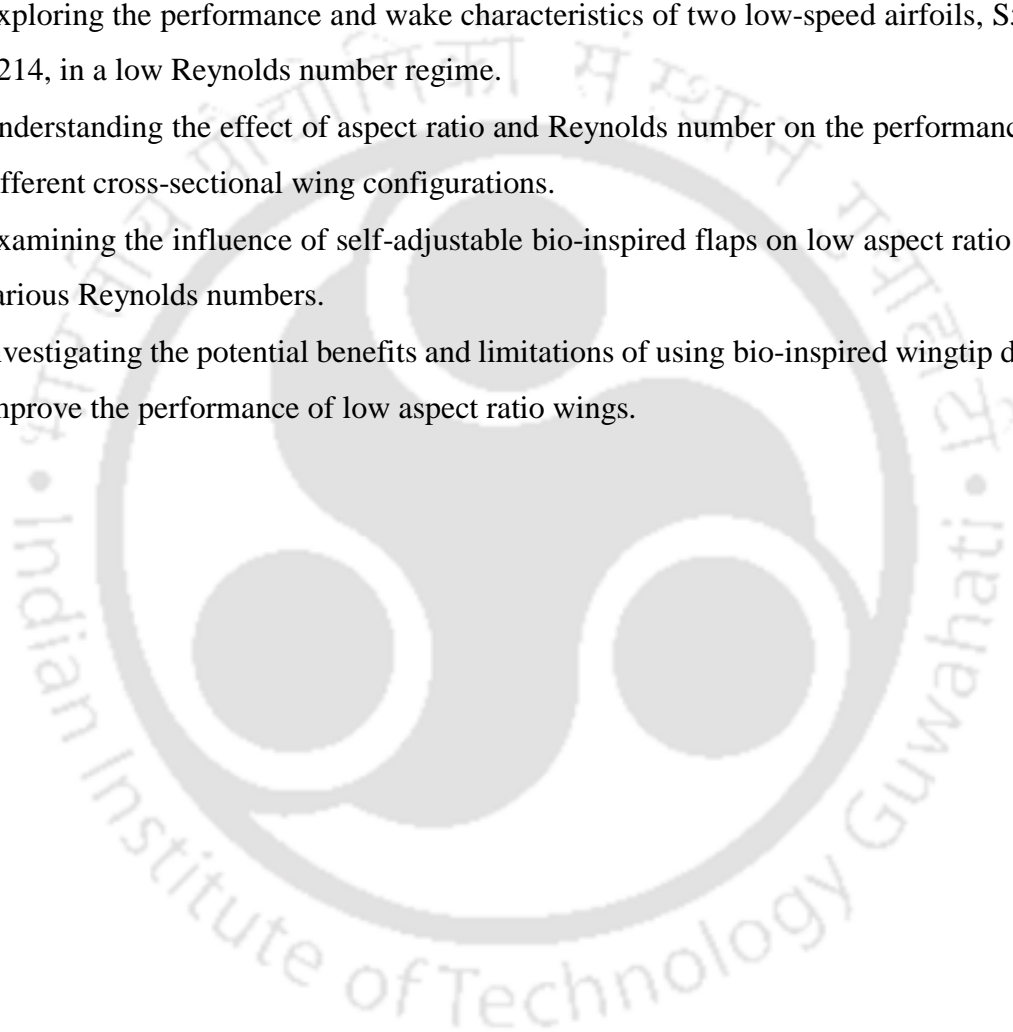 xploring the performance and wake characteristics of two low-speed airfoils, S
214, in a low Reynolds number regime.
nderstanding the effect of aspect ratio and Reynolds number on the performanc
fferent cross-sectional wing configurations.
xamining the influence of self-adjustable bio-inspired flaps on low aspect ratio
arious Reynolds numbers.
vestigating the potential benefits and limitations of using bio-inspired wingtip d
mprove the performance of low aspect ratio wings.
Indian Institute of Technology Guwahati